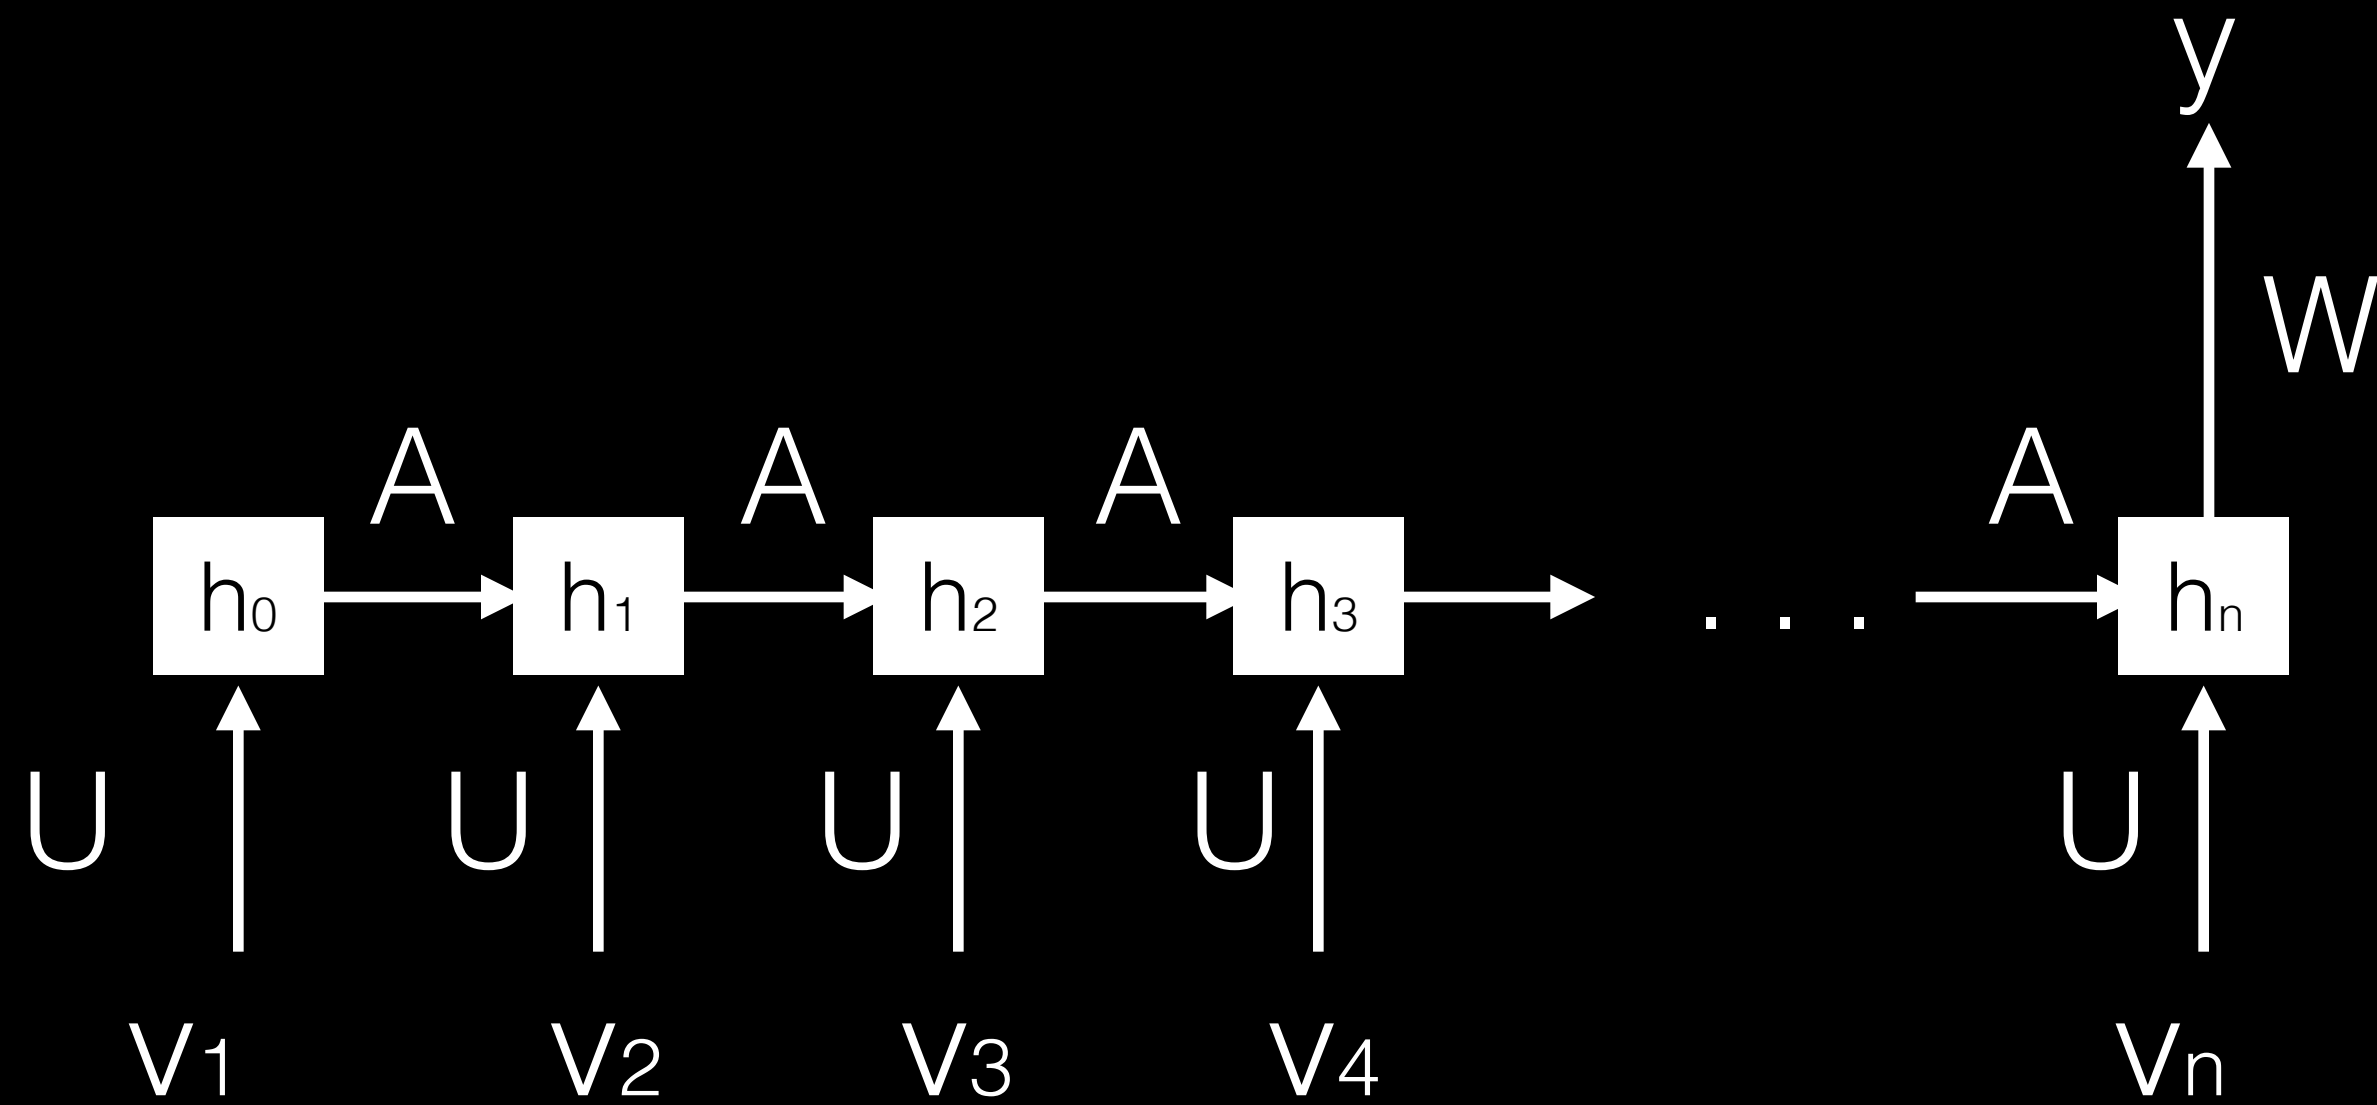 y
W
A A A A
h0 h1 h2 h3 . . . hn
U U U U U
v1 v2 v3 v4 vn